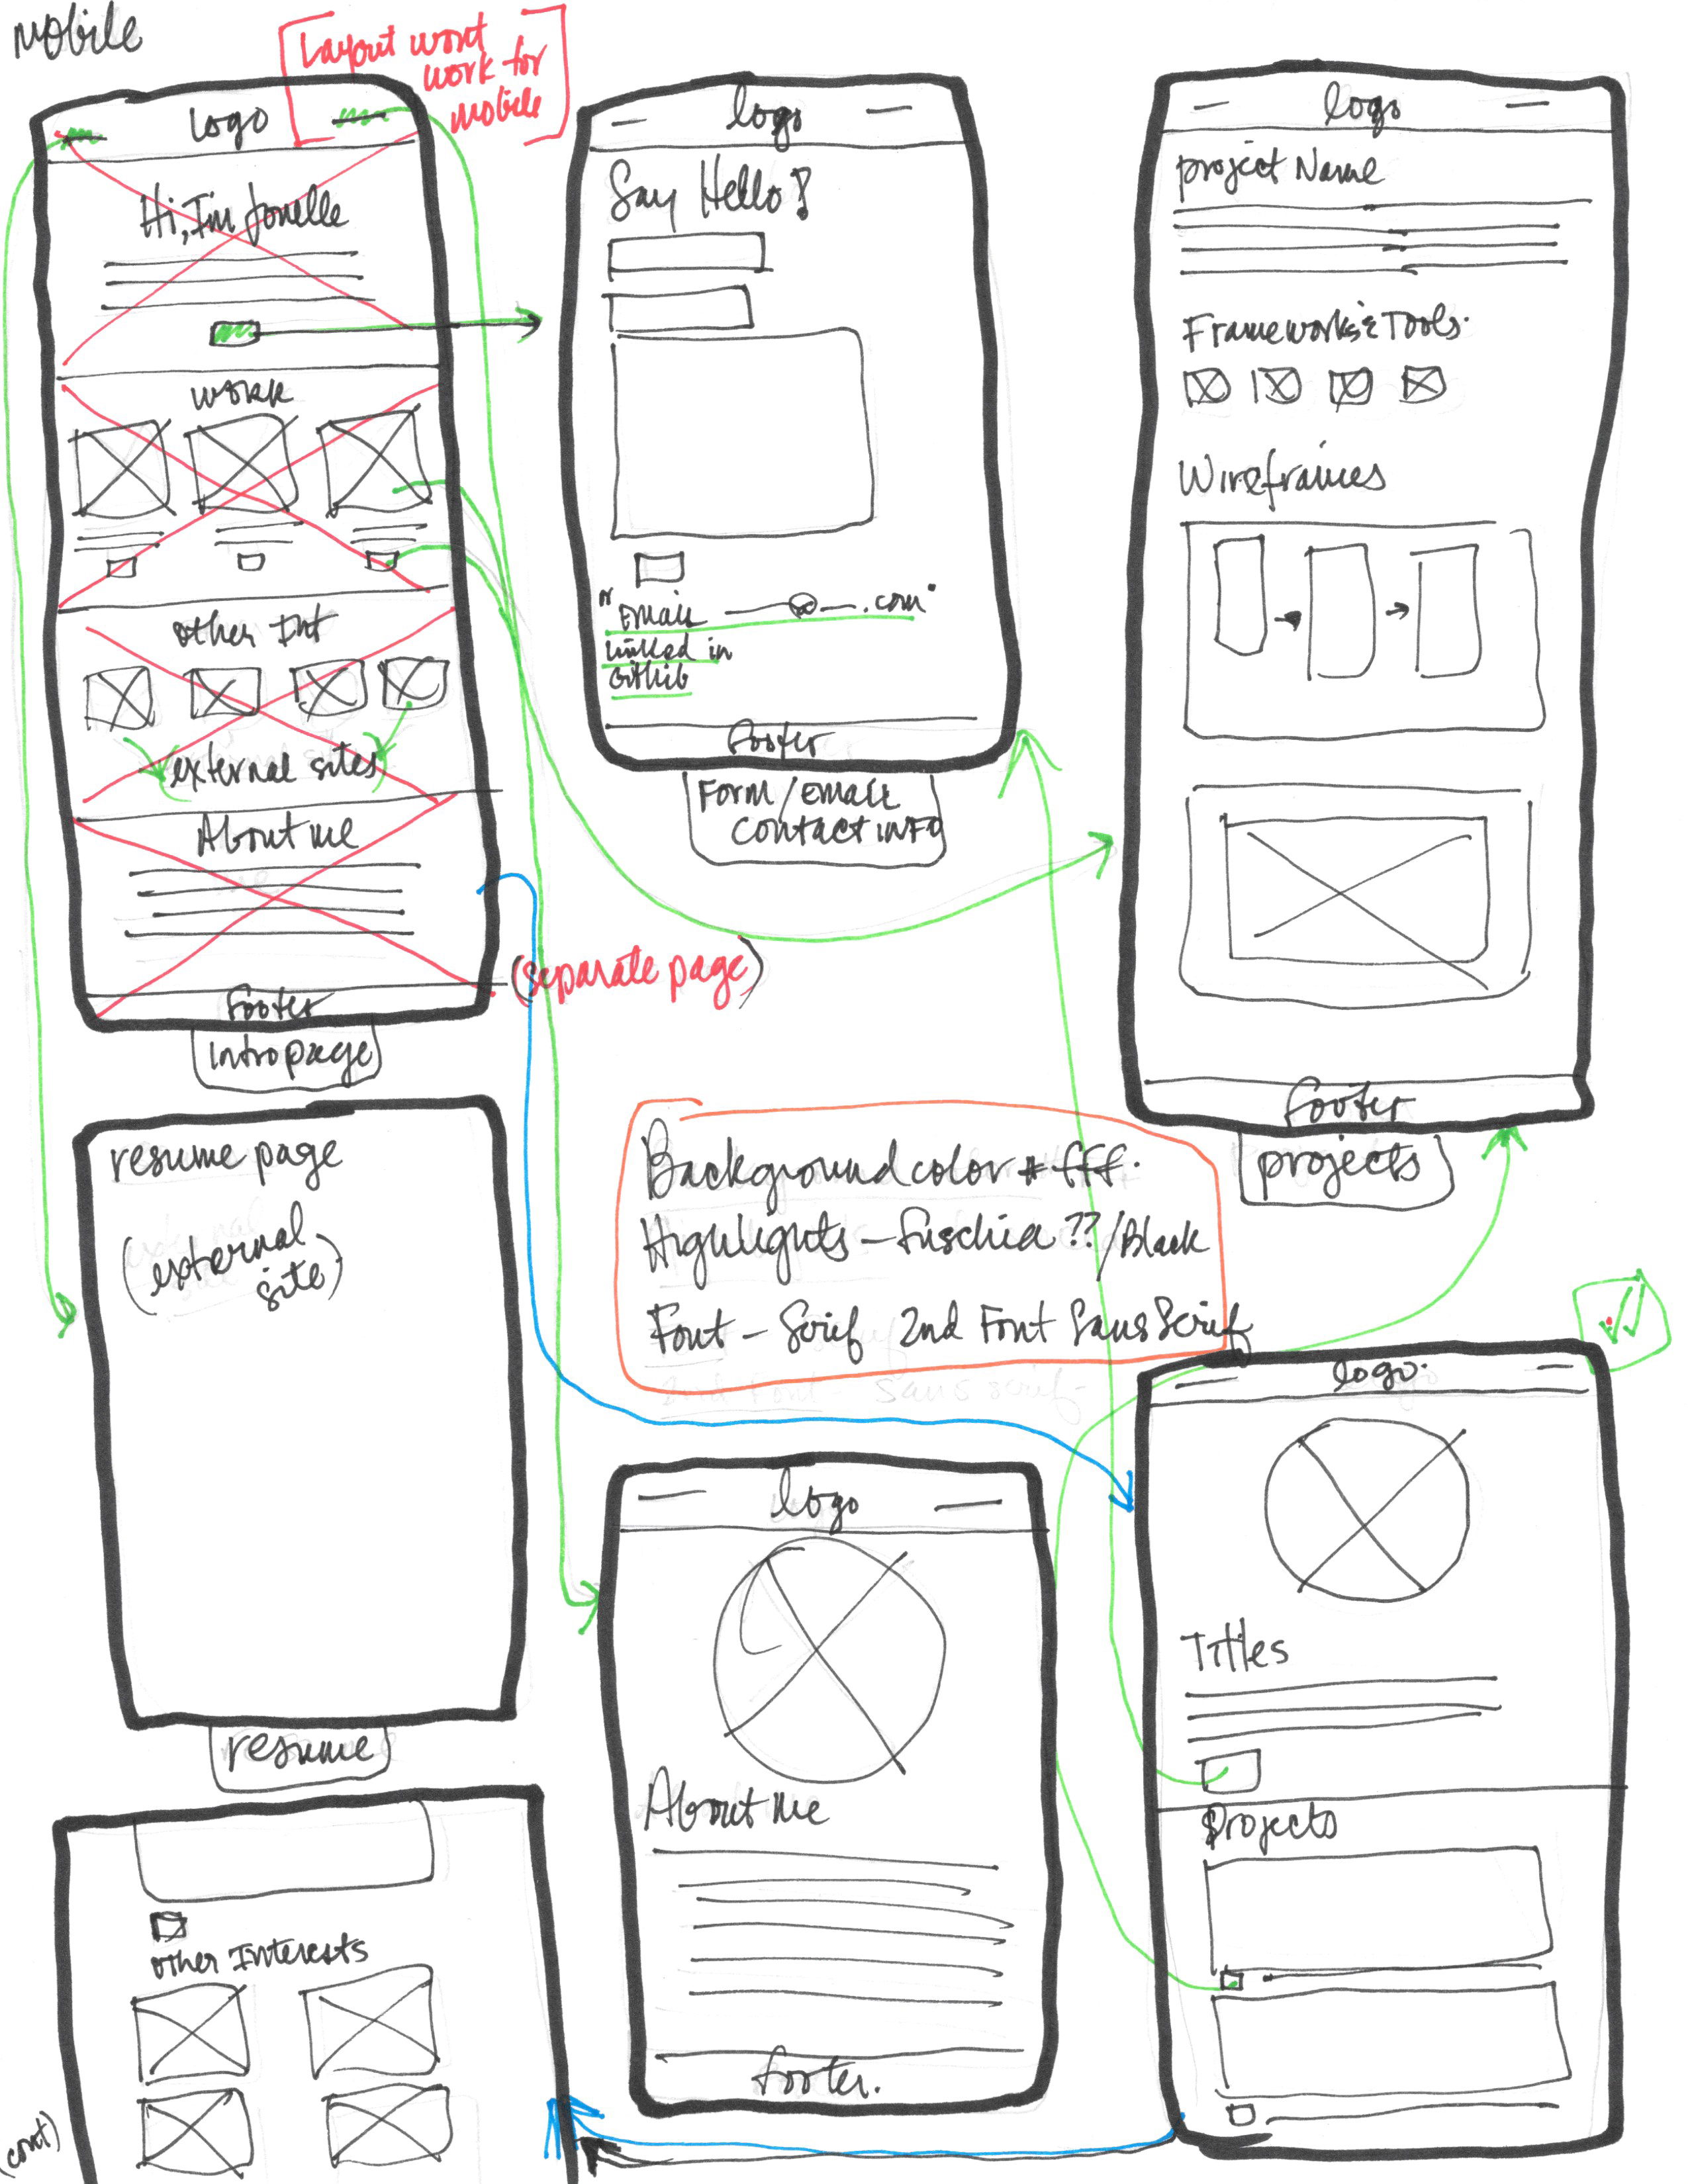 Mobile
Layout wont
work for
mobile
logo
Hi, I'm Jonelle
work
other Int
external sites
About me
Footer
intro page
(separate page)
logo
Say Hello!
"Email ——@—.com"
linked in
Github
Footer
Form/Email
contact INFO
logo
project Name
Frameworks & Tools.
Wireframes
footer
projects
resume page
(external
site)
resume
Background color #fff.
Highlights – Fuschia ??/Black
Font – Serif 2nd Font Sans Serif
logo
About me
footer.
logo.
Titles
Projects
other Interests
(cont)